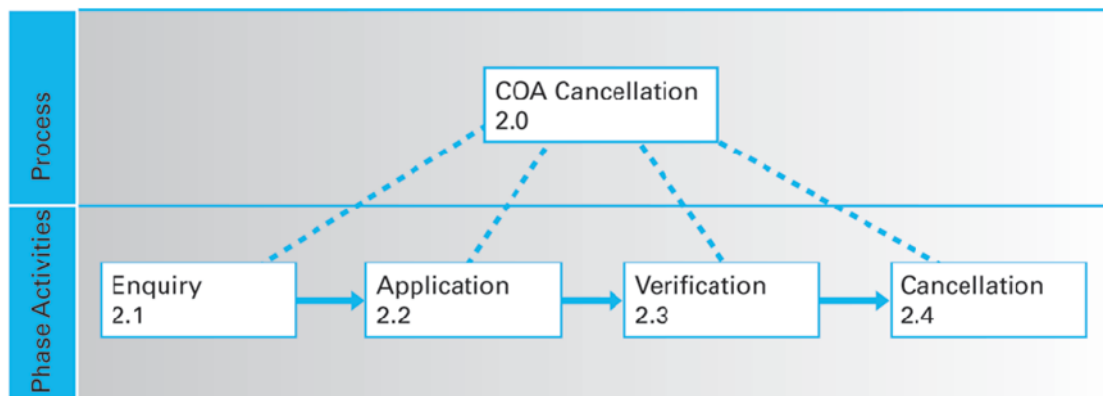 Process
COA Cancellation
2.0
Phase Activities
Enquiry
2.1
Application
2.2
Verification
2.3
Cancellation
2.4